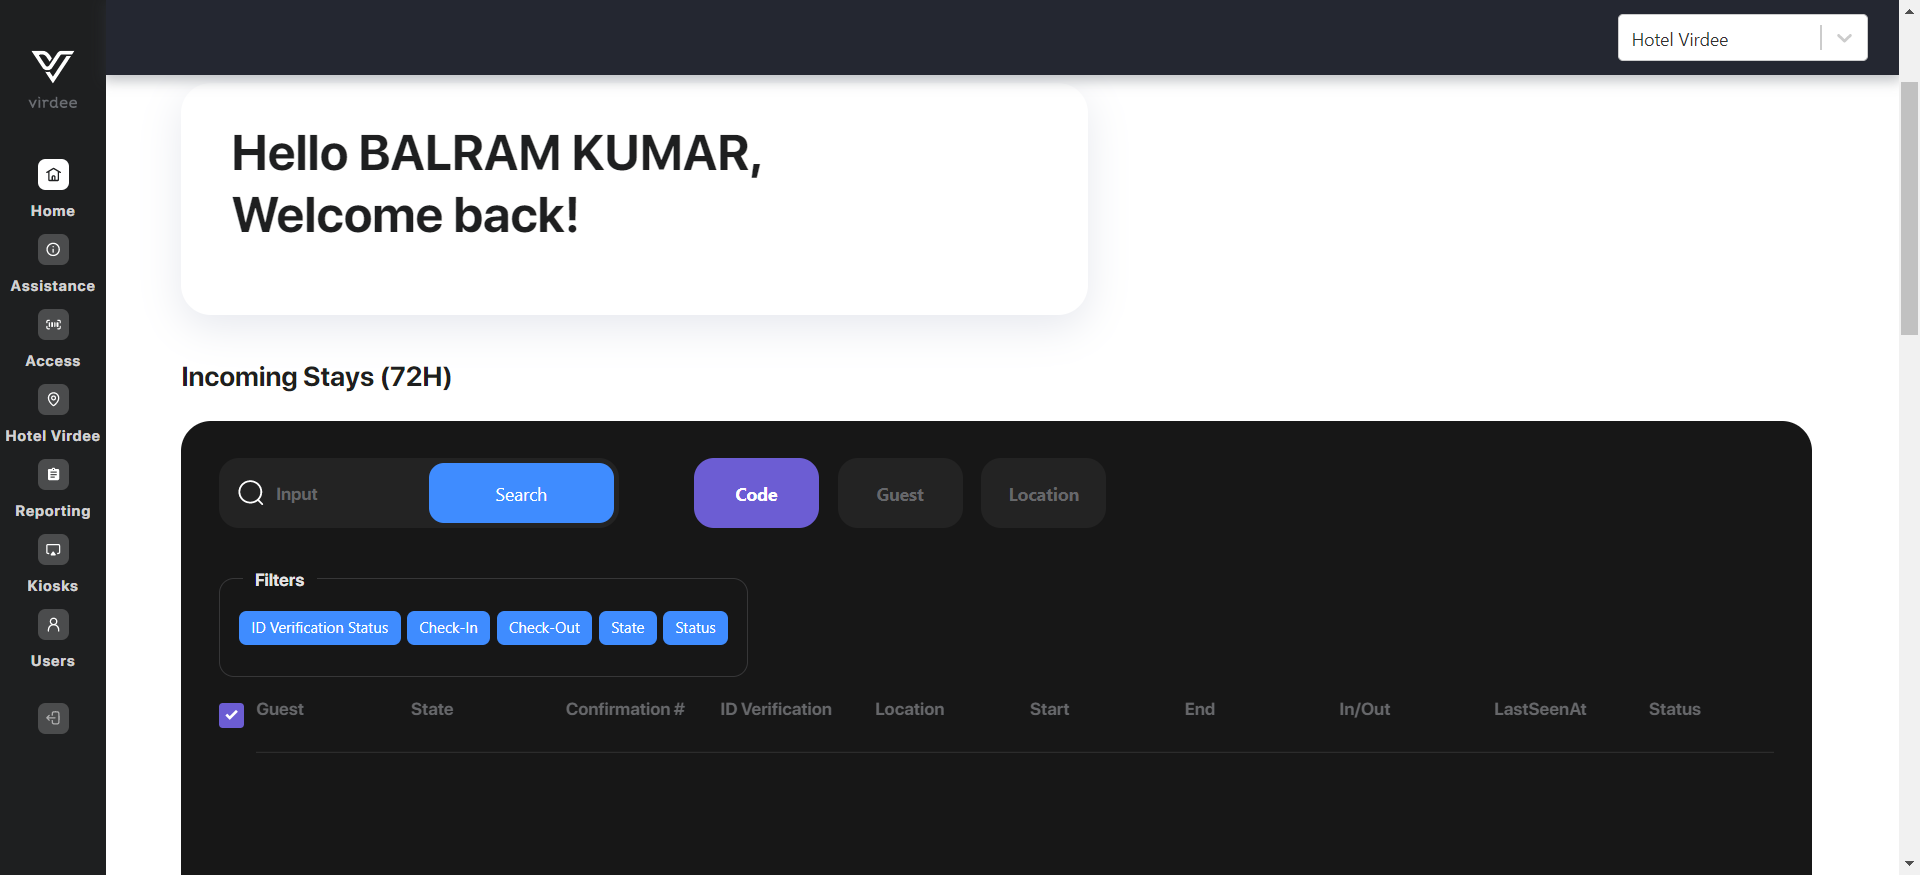 Hotel Virdee
virdee
Home
Assistance
Access
Hotel Virdee
Reporting
Kiosks
Users
Hello BALRAM KUMAR,
Welcome back!
Incoming Stays (72H)
Input
Search
Code
Guest
Location
Filters
ID Verification Status
Check-In
Check-Out
State
Status
Guest State Confirmation # ID Verification Location Start End In/Out LastSeenAt Status